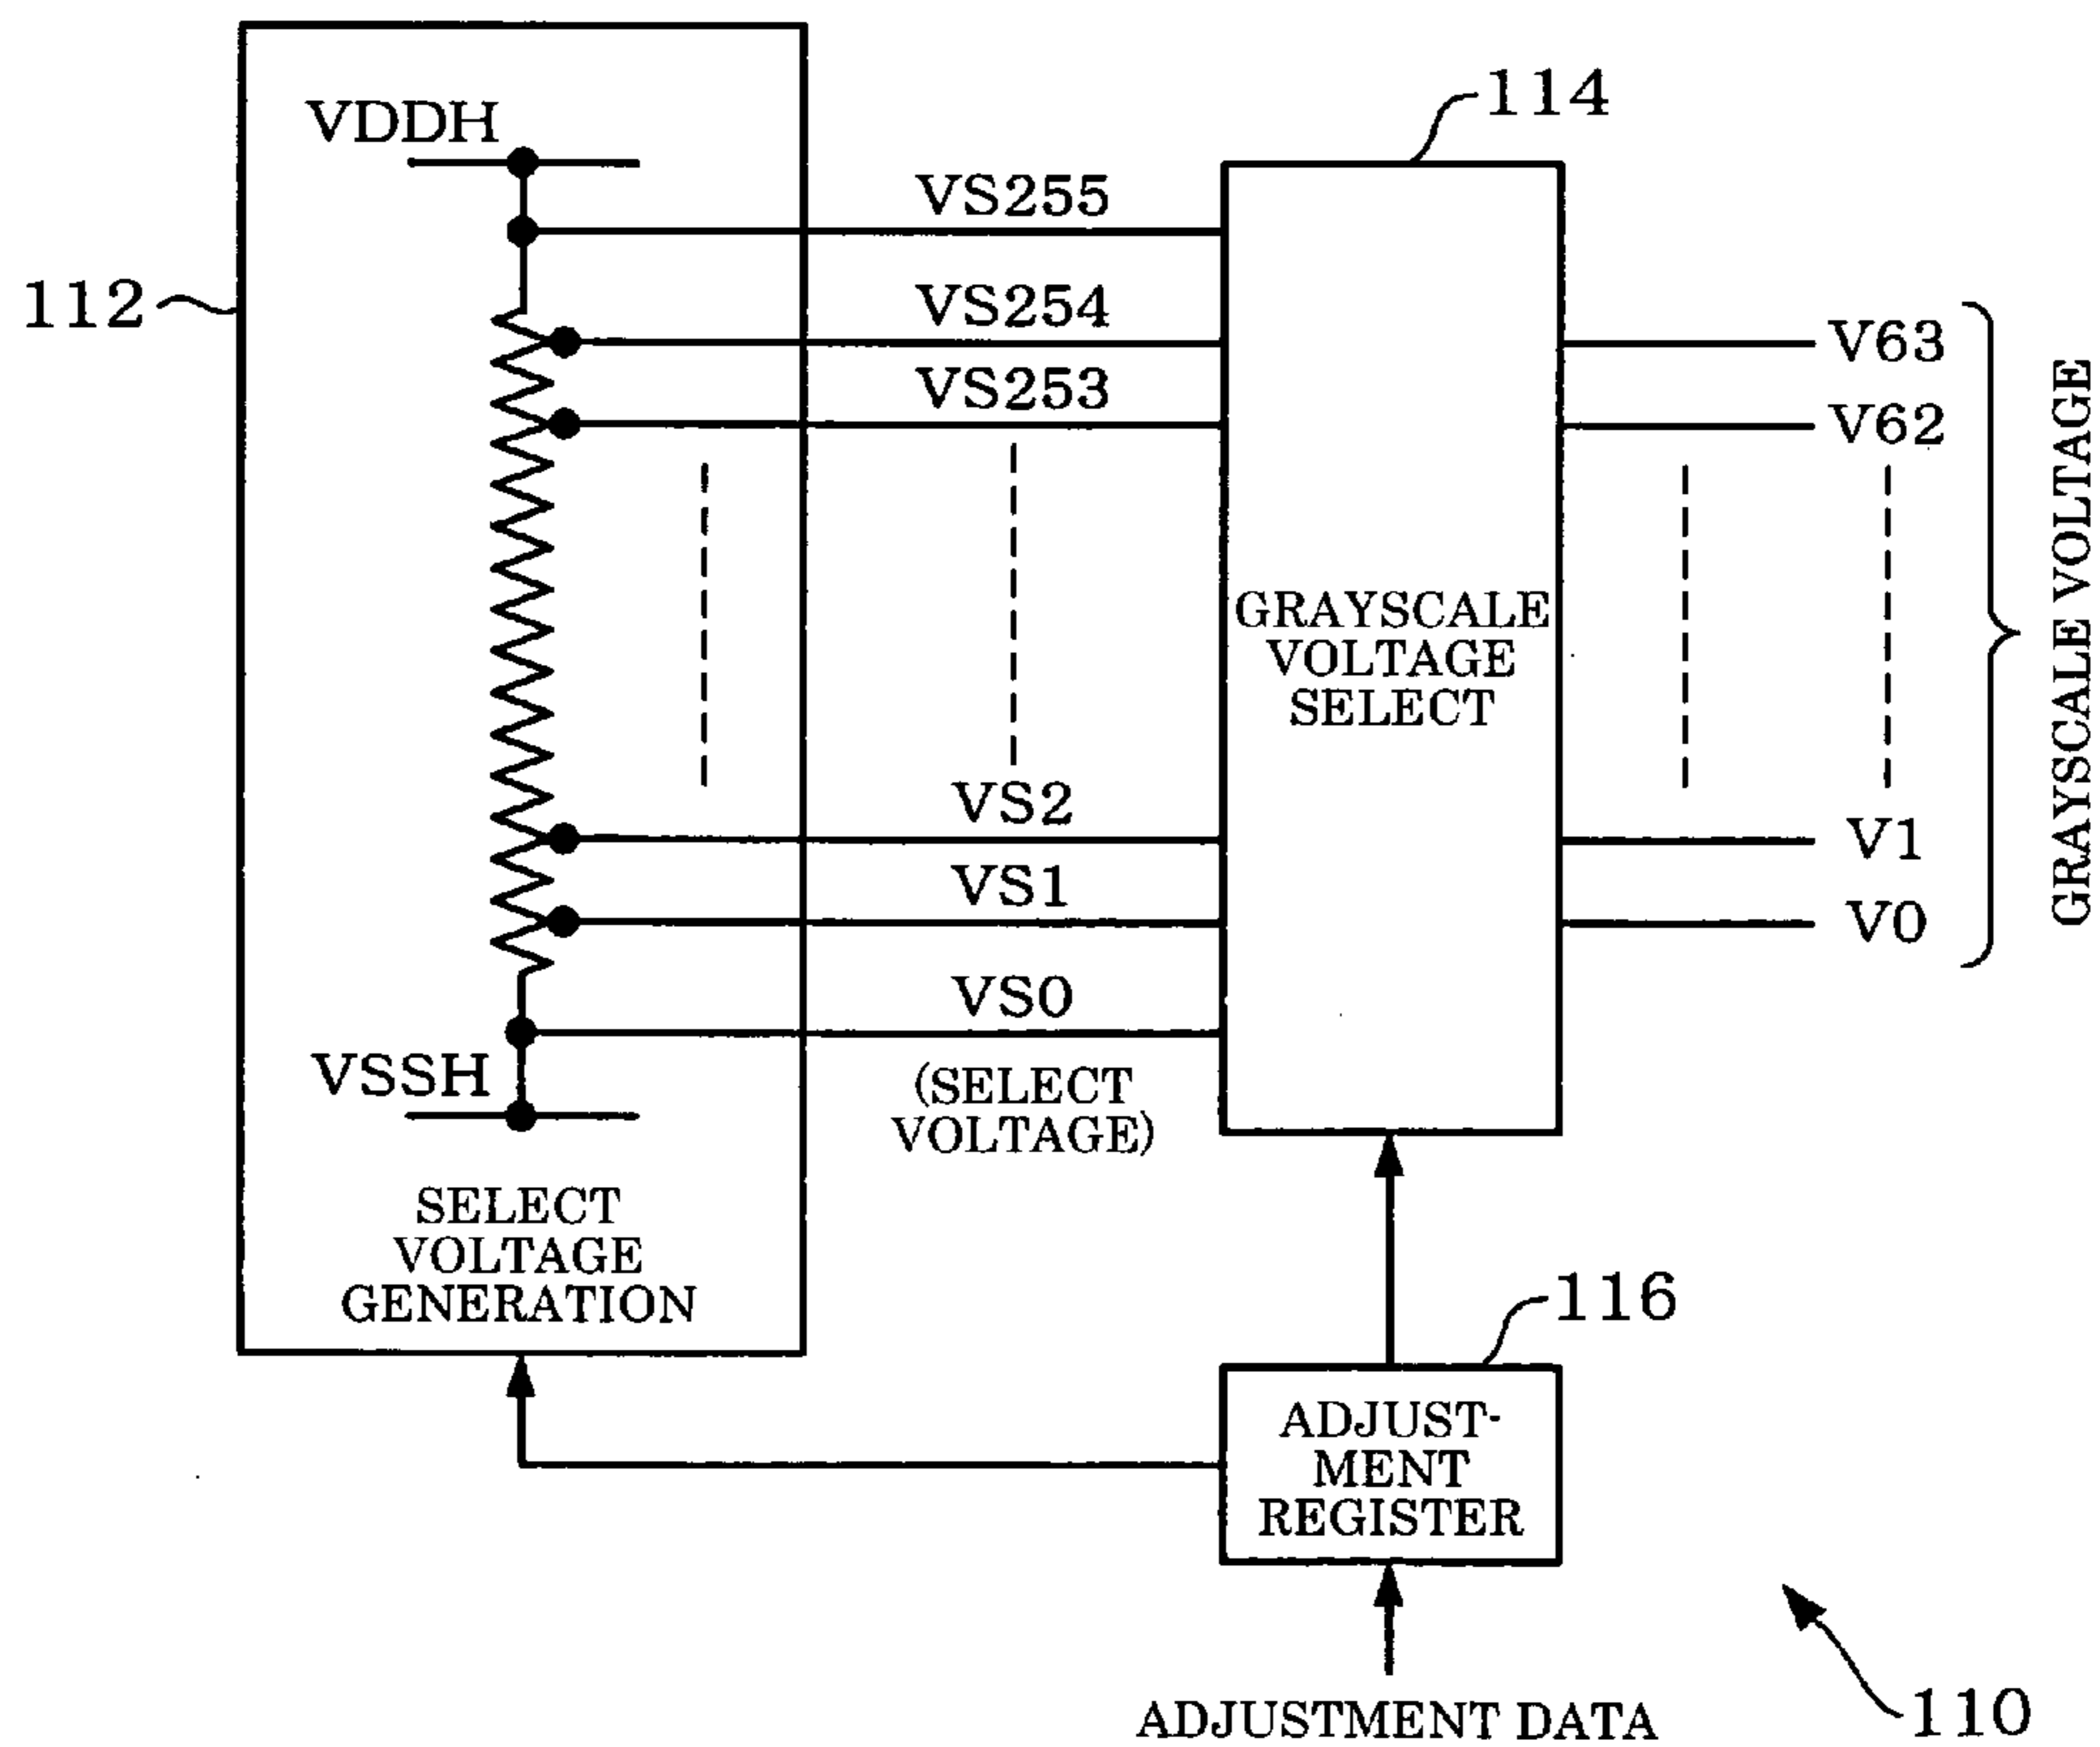 VDDH
112
VS255
VS254
VS253
VS2
VS1
VS0
(SELECT
VOLTAGE)
VSSH
SELECT
VOLTAGE
GENERATION
114
GRAYSCALE
VOLTAGE
SELECT
V63
V62
V1
V0
GRAYSCALE VOLTAGE
116
ADJUST-
MENT
REGISTER
ADJUSTMENT DATA
110